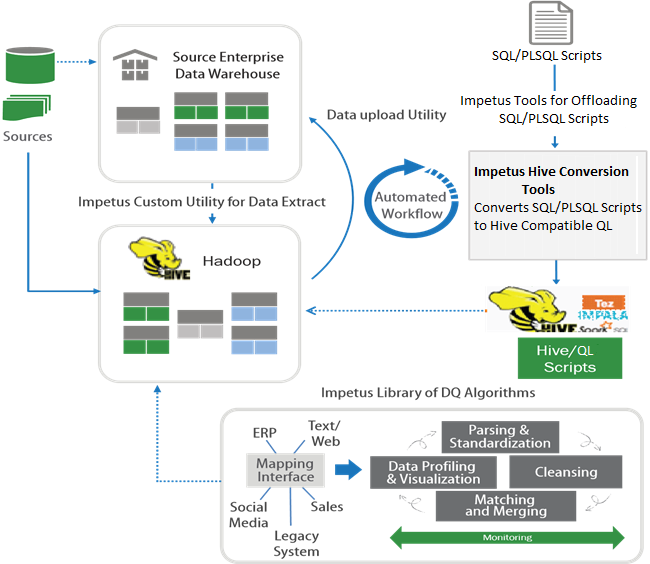 Source Enterprise
Data Warehouse
Sources
SQL/PLSQL Scripts
Impetus Tools for Offloading
SQL/PLSQL Scripts
Data upload Utility
Impetus Hive Conversion
Tools
Converts SQL/PLSQL Scripts
to Hive Compatible QL
Automated
Workflow
Impetus Custom Utility for Data Extract
HIVE
Hadoop
Tez
IMPALA
HIVE
Spark SQL
Hive/QL
Scripts
Impetus Library of DQ Algorithms
ERP
Text/
Web
Mapping
Interface
Social
Media
Sales
Legacy
System
Parsing &
Standardization
Data Profiling
& Visualization
Cleansing
Matching
and Merging
Monitoring